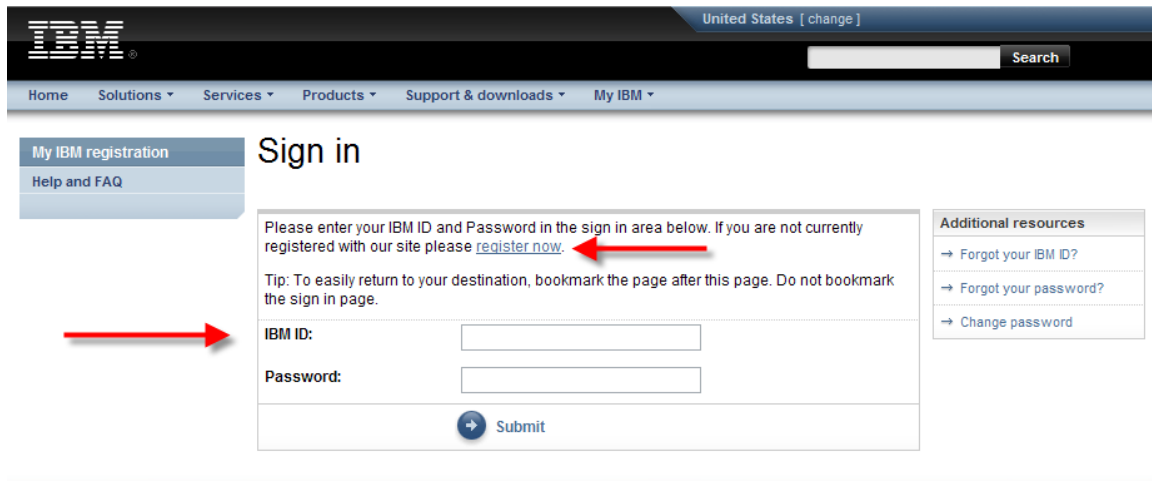 United States [ change ]
IBM ®
Search
Home Solutions Services Products Support & downloads My IBM
My IBM registration
Help and FAQ
Sign in
Please enter your IBM ID and Password in the sign in area below. If you are not currently
registered with our site please register now.
Tip: To easily return to your destination, bookmark the page after this page. Do not bookmark
the sign in page.
IBM ID:
Password:
Submit
Additional resources
→ Forgot your IBM ID?
→ Forgot your password?
→ Change password